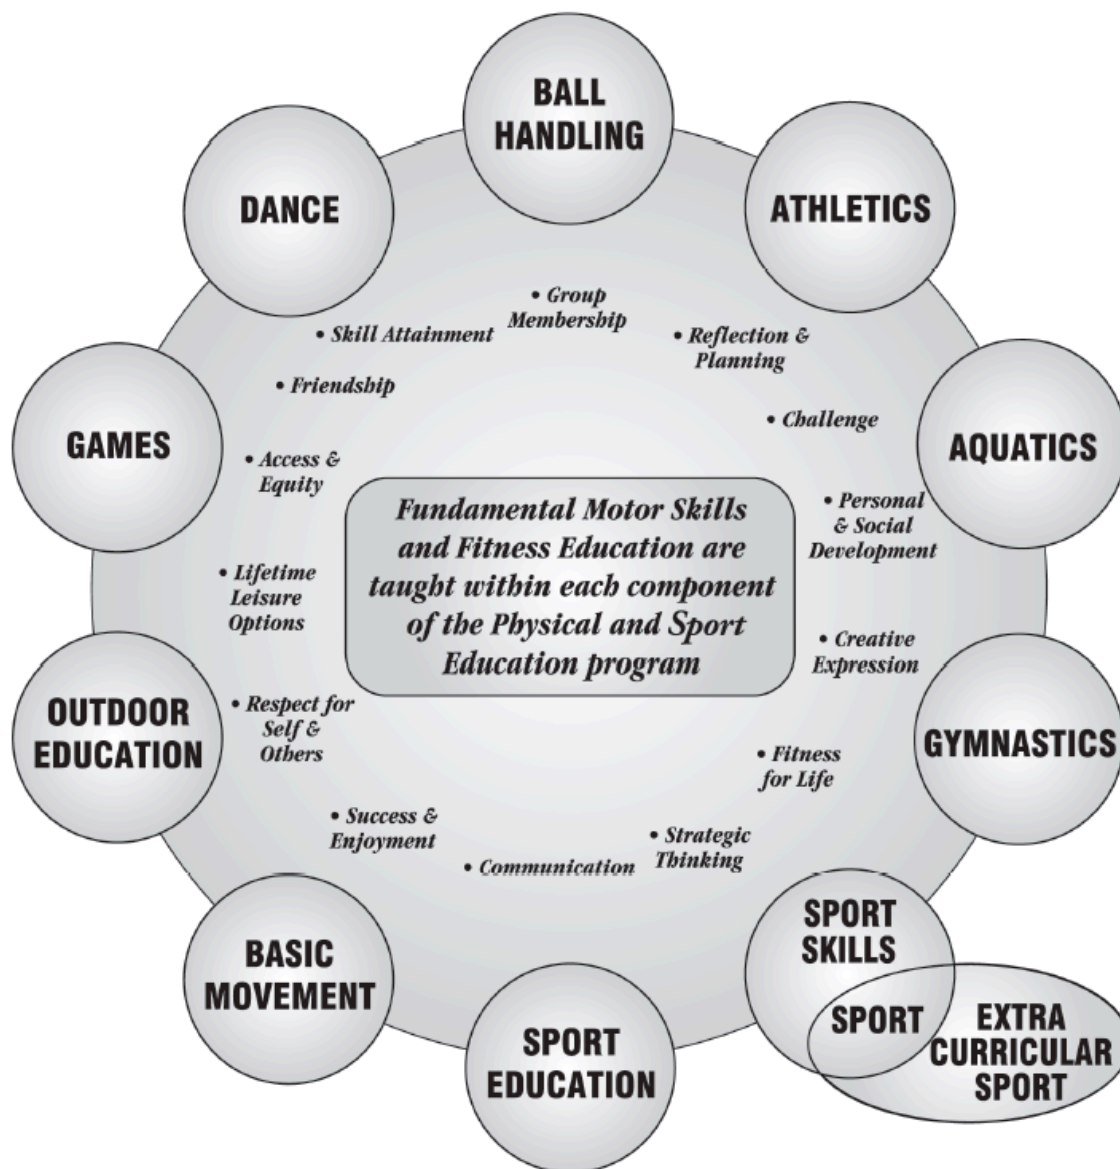 BALL
HANDLING
DANCE
ATHLETICS
• Group
Membership
• Skill Attainment
• Reflection &
Planning
• Friendship
• Challenge
GAMES
AQUATICS
• Access &
Equity
• Personal
& Social
Development
Fundamental Motor Skills
and Fitness Education are
taught within each component
of the Physical and Sport
Education program
• Lifetime
Leisure
Options
• Creative
Expression
OUTDOOR
EDUCATION
• Respect for
Self &
Others
GYMNASTICS
• Fitness
for Life
• Success &
Enjoyment
• Strategic
Thinking
• Communication
BASIC
MOVEMENT
SPORT
SKILLS
SPORT
EXTRA
CURRICULAR
SPORT
SPORT
EDUCATION